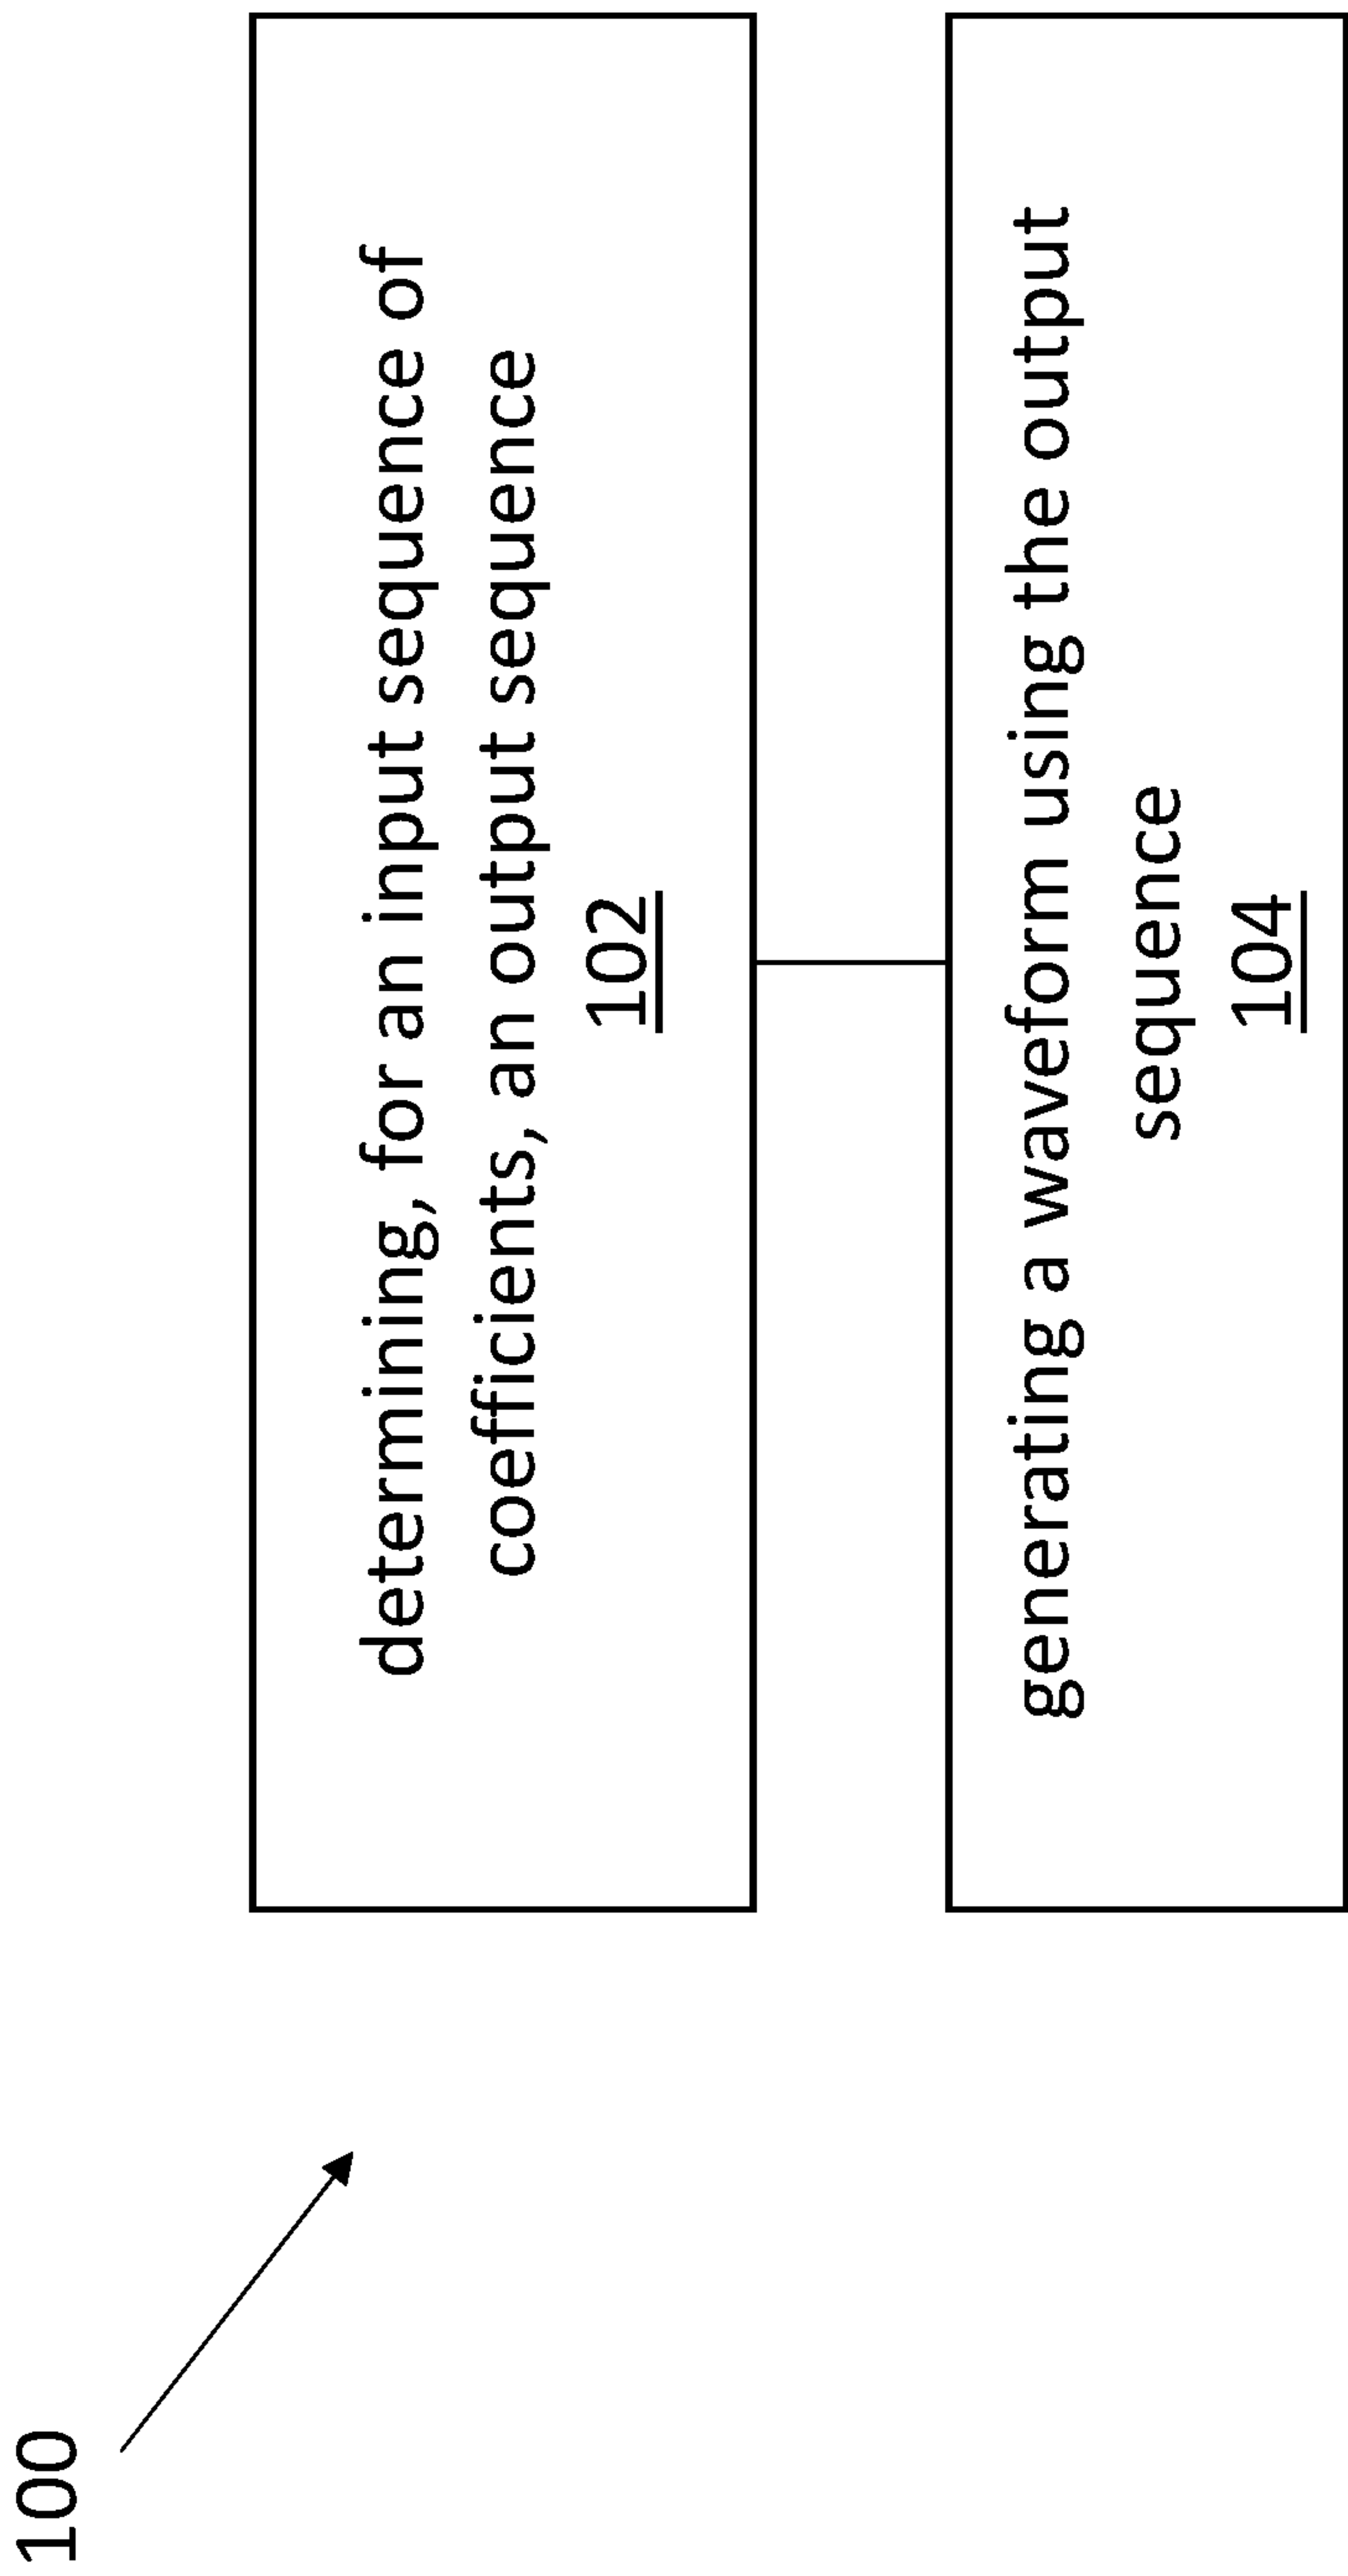 100
determining, for an input sequence of
coefficients, an output sequence
102
generating a waveform using the output
sequence
104